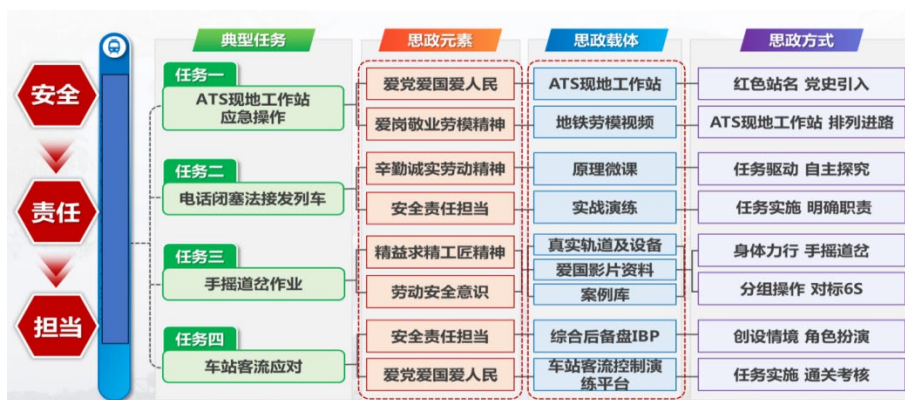 典型任务
思政元素
思政载体
思政方式
安全
责任
担当
任务一
ATS现地工作站
应急操作
爱党爱国爱人民
ATS现地工作站
红色站名 党史引入
爱岗敬业劳模精神
地铁劳模视频
ATS现地工作站 排列进路
任务二
电话闭塞法接发列车
辛勤诚实劳动精神
原理微课
任务驱动 自主探究
安全责任担当
实战演练
任务实施 明确职责
任务三
手摇道岔作业
精益求精工匠精神
真实轨道及设备
身体力行 手摇道岔
爱国影片资料
劳动安全意识
案例库
分组操作 对标6S
任务四
车站客流应对
安全责任担当
综合后备盘IBP
创设情境 角色扮演
爱党爱国爱人民
车站客流控制演
练平台
任务实施 通关考核